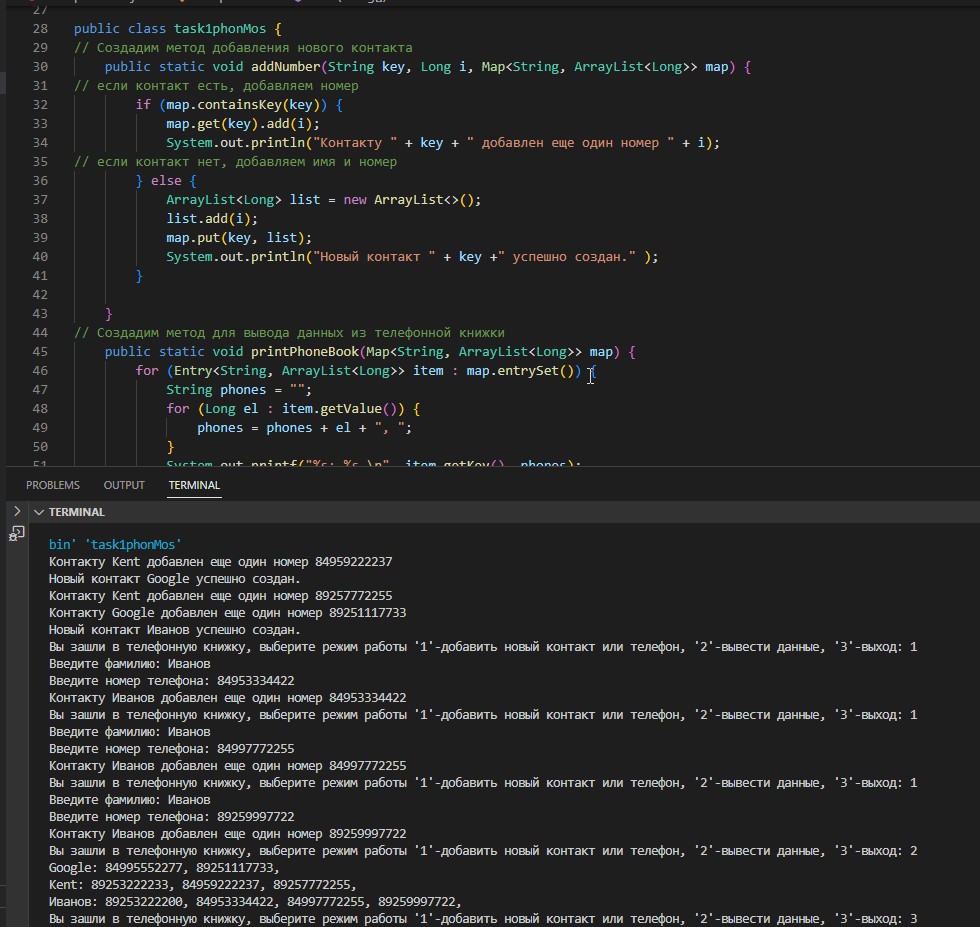 27
28 public class task1phonMos {
29 // Создадим метод добавления нового контакта
30 public static void addNumber(String key, Long i, Map<String, ArrayList<Long>> map) {
31 // если контакт есть, добавляем номер
32 if (map.containsKey(key)) {
33 map.get(key).add(i);
34 System.out.println("Контакту " + key + " добавлен еще один номер " + i);
35 // если контакт нет, добавляем имя и номер
36 } else {
37 ArrayList<Long> list = new ArrayList<>();
38 list.add(i);
39 map.put(key, list);
40 System.out.println("Новый контакт " + key +" успешно создан." );
41 }
42
43 }
44 // Создадим метод для вывода данных из телефонной книжки
45 public static void printPhoneBook(Map<String, ArrayList<Long>> map) {
46 for (Entry<String, ArrayList<Long>> item : map.entrySet()) {
47 String phones = "";
48 for (Long el : item.getValue()) {
49 phones = phones + el + ", ";
50 }
51 System.out.printf("%s: %s \n", item.getKey(), phones);
PROBLEMS OUTPUT TERMINAL
TERMINAL
bin' 'task1phonMos'
Контакту Kent добавлен еще один номер 84959222237
Новый контакт Google успешно создан.
Контакту Kent добавлен еще один номер 89257772255
Контакту Google добавлен еще один номер 89251117733
Новый контакт Иванов успешно создан.
Вы зашли в телефонную книжку, выберите режим работы '1'-добавить новый контакт или телефон, '2'-вывести данные, '3'-выход: 1
Введите фамилию: Иванов
Введите номер телефона: 84953334422
Контакту Иванов добавлен еще один номер 84953334422
Вы зашли в телефонную книжку, выберите режим работы '1'-добавить новый контакт или телефон, '2'-вывести данные, '3'-выход: 1
Введите фамилию: Иванов
Введите номер телефона: 84997772255
Контакту Иванов добавлен еще один номер 84997772255
Вы зашли в телефонную книжку, выберите режим работы '1'-добавить новый контакт или телефон, '2'-вывести данные, '3'-выход: 1
Введите фамилию: Иванов
Введите номер телефона: 89259997722
Контакту Иванов добавлен еще один номер 89259997722
Вы зашли в телефонную книжку, выберите режим работы '1'-добавить новый контакт или телефон, '2'-вывести данные, '3'-выход: 2
Google: 84995552277, 89251117733,
Kent: 89253222233, 84959222237, 89257772255,
Иванов: 89253222200, 84953334422, 84997772255, 89259997722,
Вы зашли в телефонную книжку, выберите режим работы '1'-добавить новый контакт или телефон, '2'-вывести данные, '3'-выход: 3